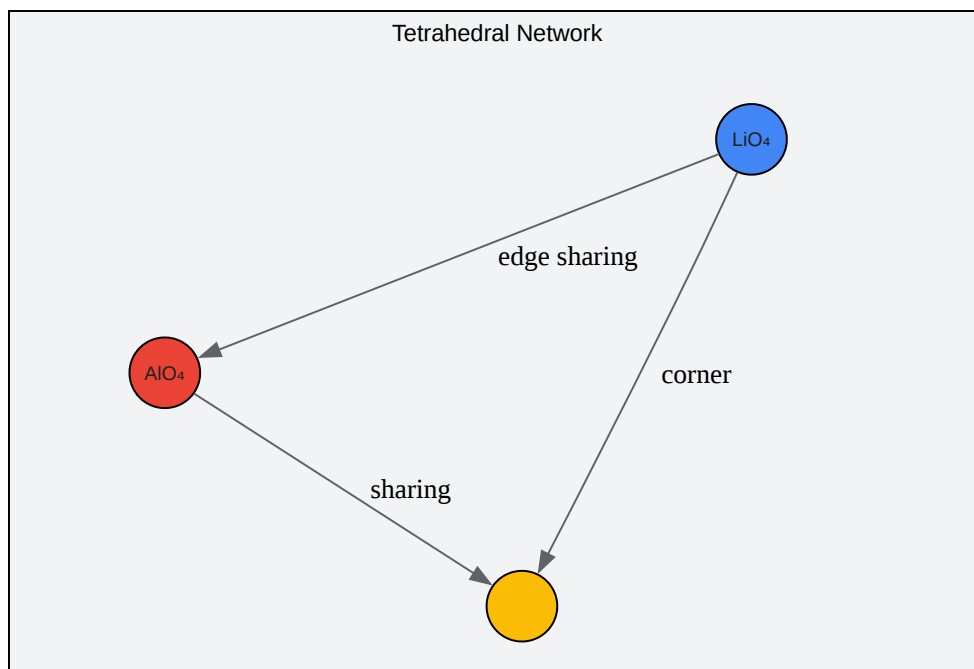 Tetrahedral Network
LiO₄
edge sharing
AlO₄
corner
sharing